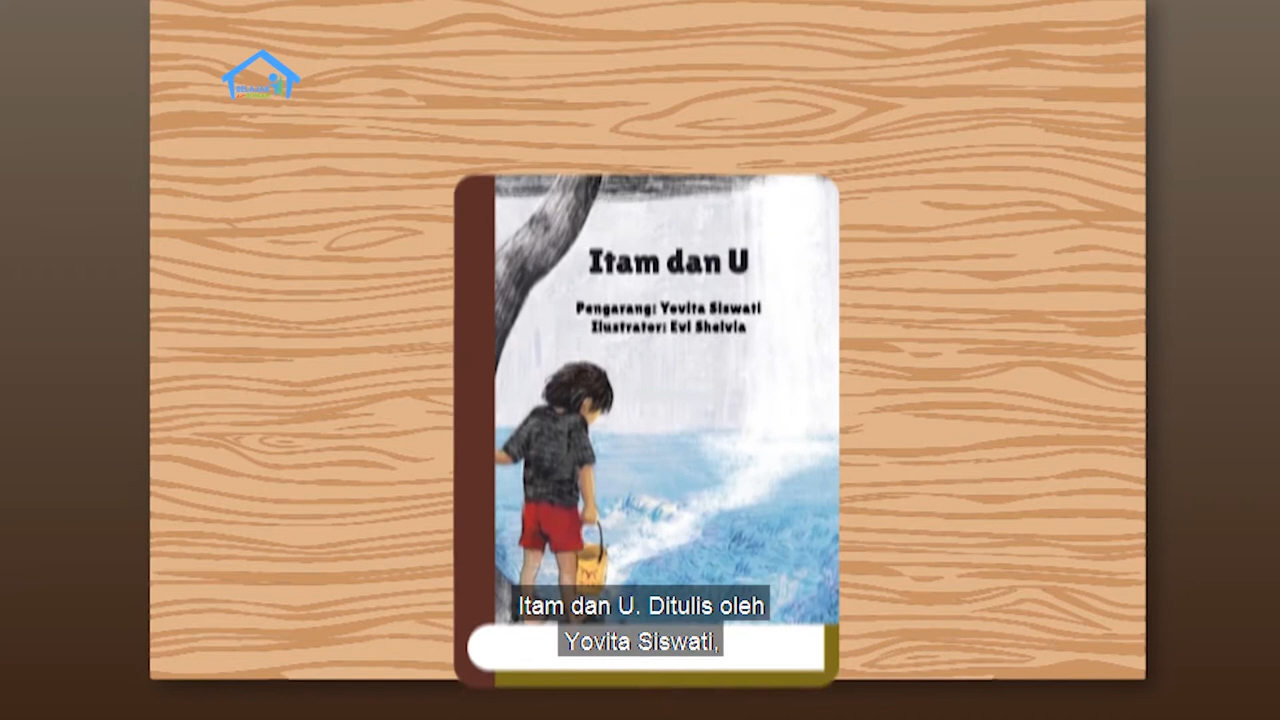 Itam dan U
Pengarang: Yovita Siswati
Ilustrator: Evi Shelvia
Itam dan U. Ditulis oleh
Yovita Siswati,